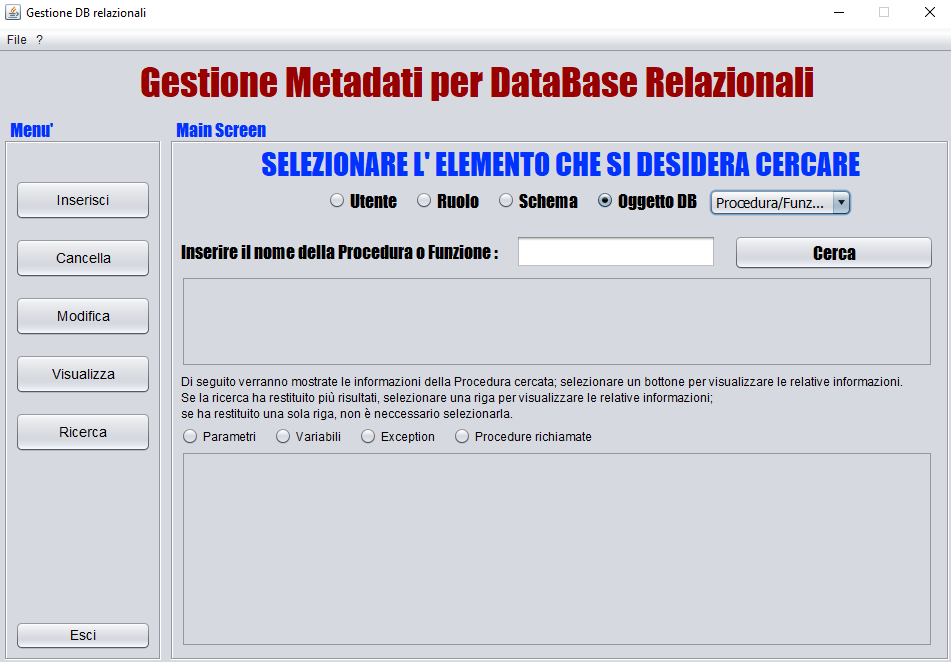 Gestione DB relazionali
File ?
Gestione Metadati per DataBase Relazionali
Menu'
Main Screen
Inserisci
Cancella
Modifica
Visualizza
Ricerca
Esci
SELEZIONARE L' ELEMENTO CHE SI DESIDERA CERCARE
Utente Ruolo Schema Oggetto DB Procedura/Funz...
Inserire il nome della Procedura o Funzione : Cerca
Di seguito verranno mostrate le informazioni della Procedura cercata; selezionare un bottone per visualizzare le relative informazioni.
Se la ricerca ha restituito più risultati, selezionare una riga per visualizzare le relative informazioni;
se ha restituito una sola riga, non è neccessario selezionarla.
Parametri Variabili Exception Procedure richiamate